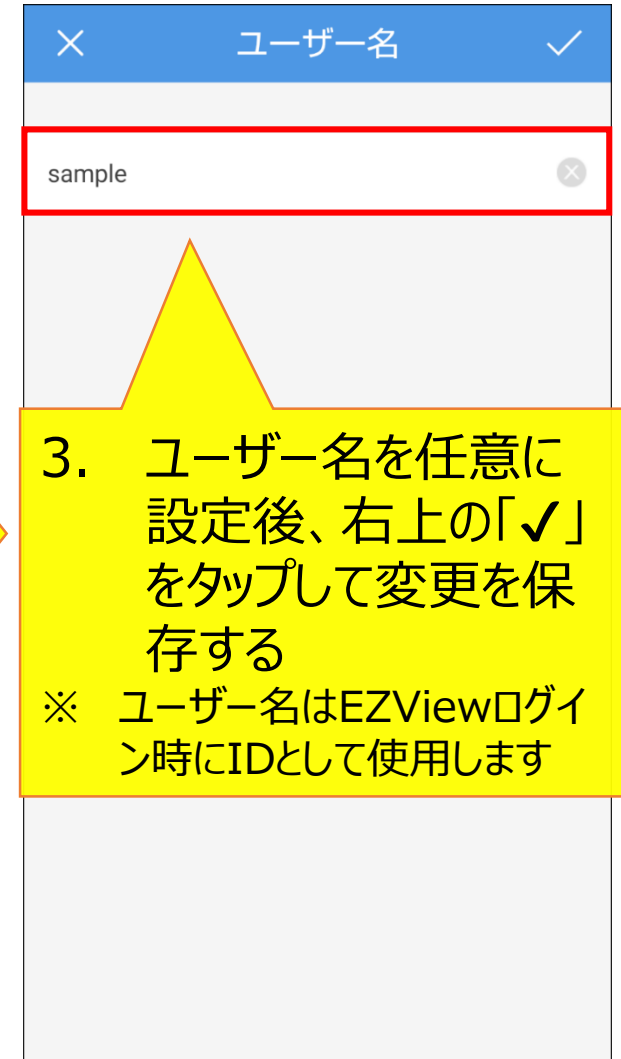 ユーザー名
sample
3. ユーザー名を任意に
設定後、右上の「✓」
をタップして変更を保
存する
※ ユーザー名はEZViewログイ
ン時にIDとして使用します